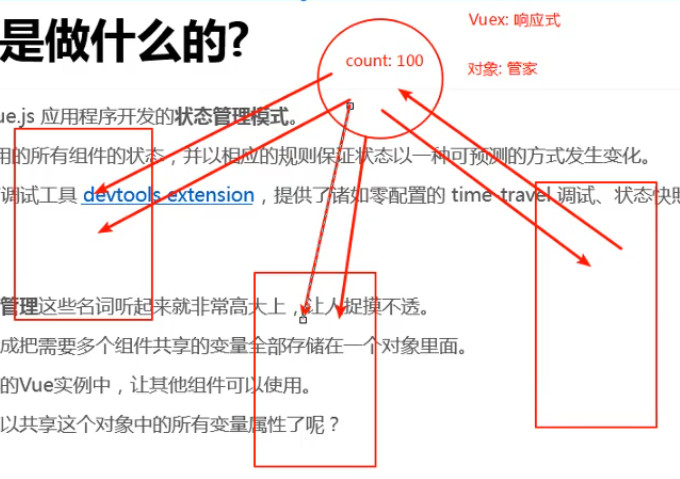 是做什么的?
count: 100
Vuex: 响应式
对象: 管家
ue.js 应用程序开发的状态管理模式。
用的所有组件的状态，并以相应的规则保证状态以一种可预测的方式发生变化。
调试工具 devtools extension，提供了诸如零配置的 time-travel 调试、状态快照
管理这些名词听起来就非常高大上，让人捉摸不透。
成把需要多个组件共享的变量全部存储在一个对象里面。
的Vue实例中，让其他组件可以使用。
以共享这个对象中的所有变量属性了呢？